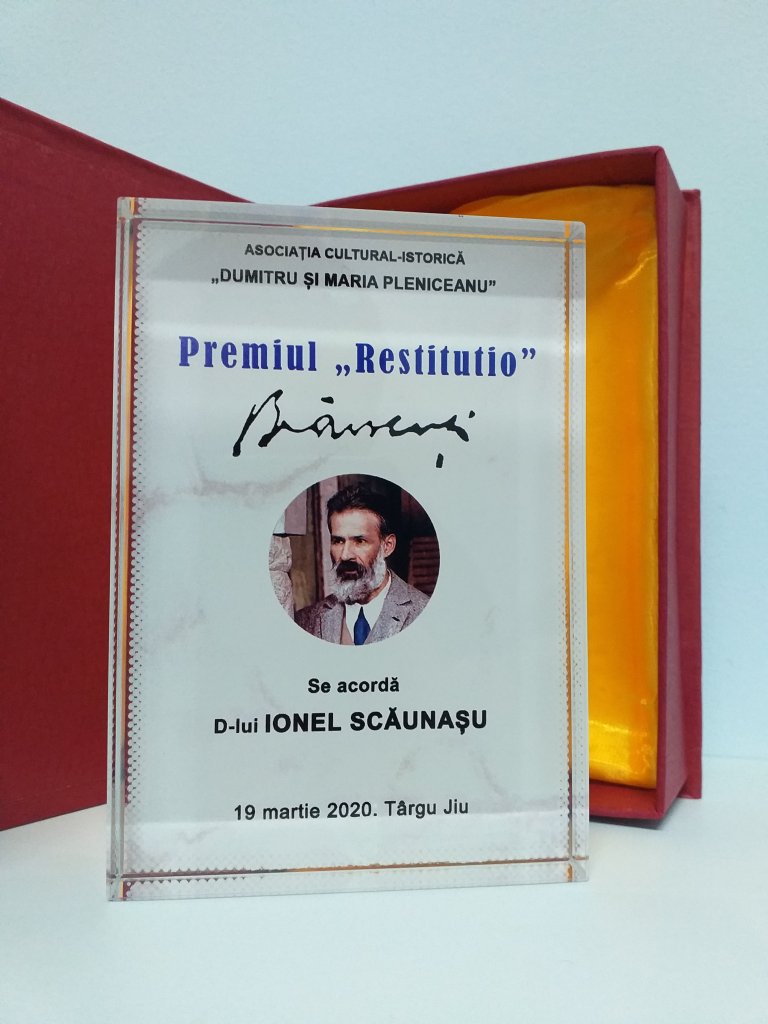 ASOCIAȚIA CULTURAL-ISTORICĂ
„DUMITRU ȘI MARIA PLENICEANU”
Premiul „Restitutio”
Brâncuși
Se acordă
D-lui IONEL SCĂUNAȘU
19 martie 2020. Târgu Jiu